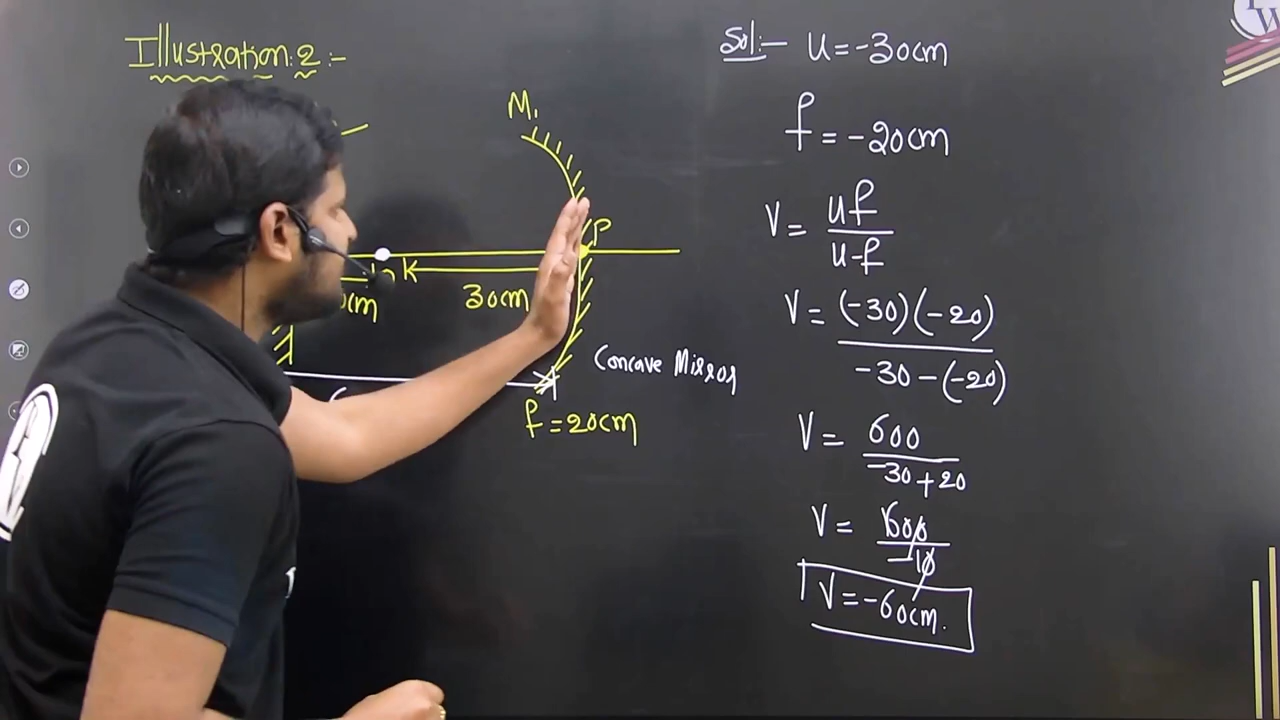 Illustration: 2 :-
M₁
P
30cm
cm
Concave Mirror
f = 20cm
Sol:- u = -30cm
f = -20cm
V = uf / u-f
V = (-30)(-20) / -30-(-20)
V = 600 / -30+20
V = 600 / -10
V = -60cm.